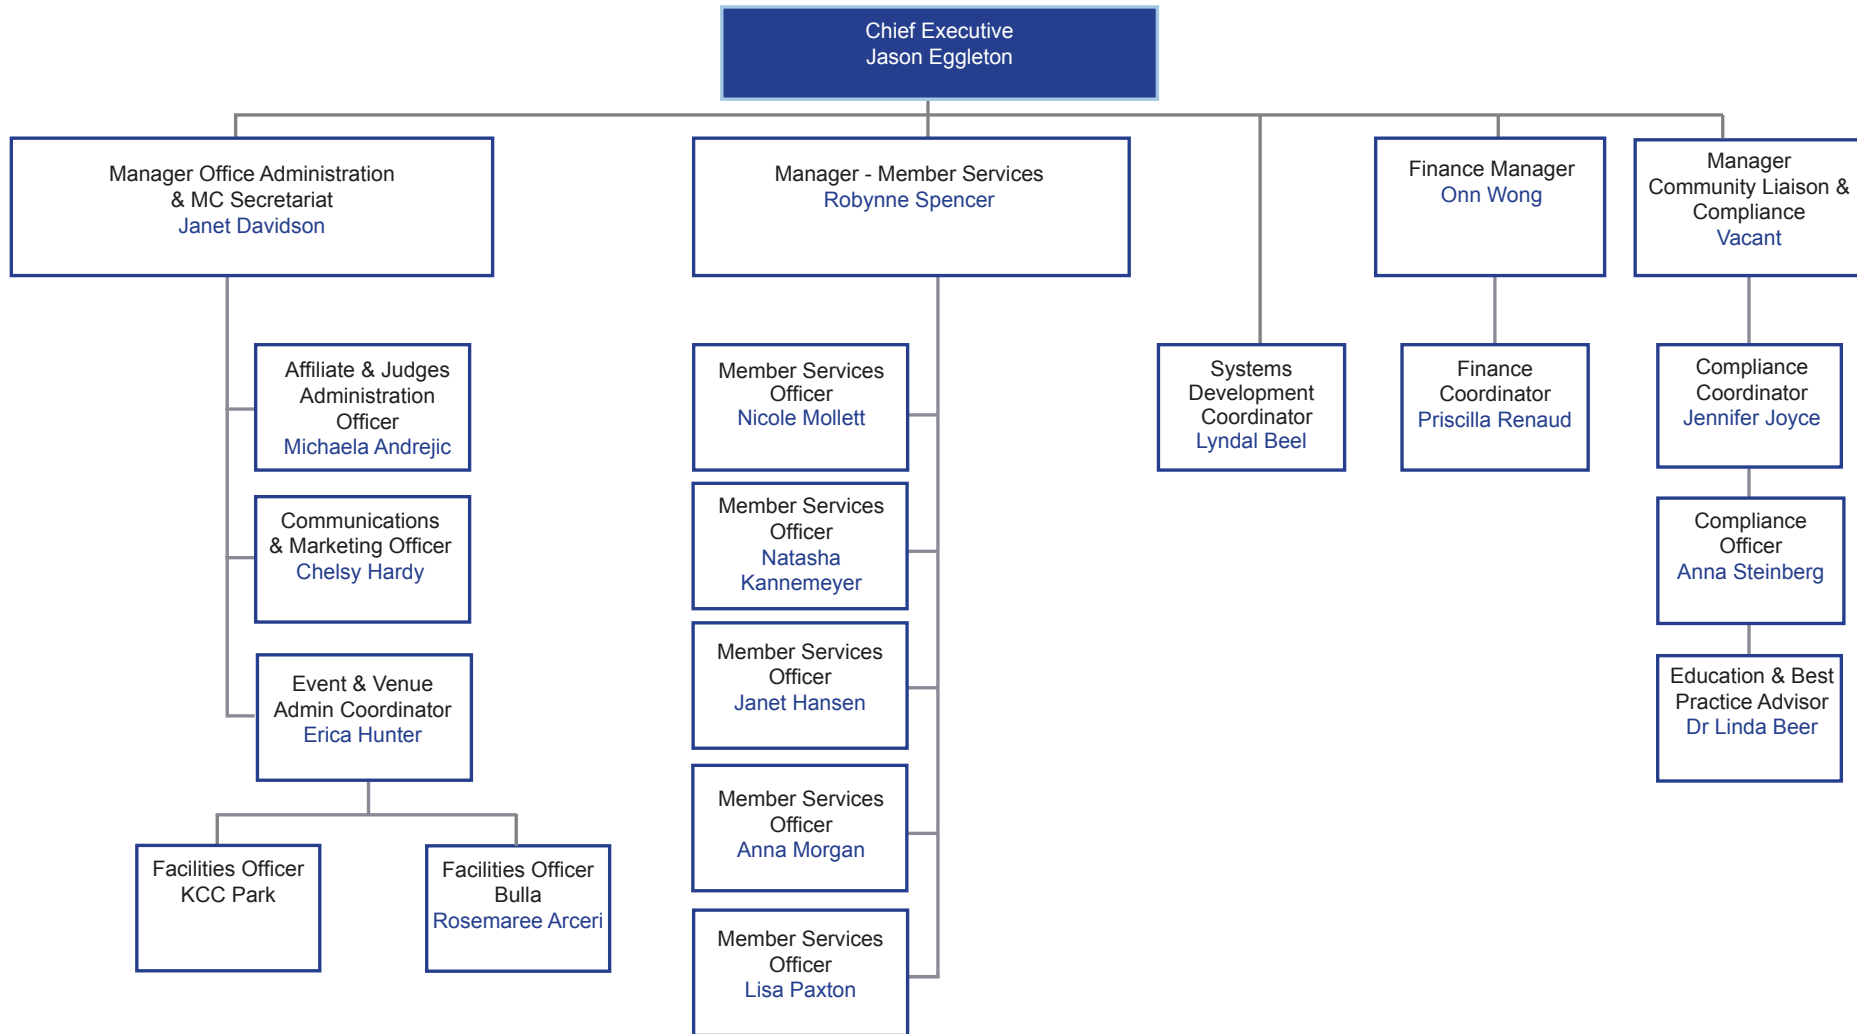 Chief Executive
Jason Eggleton
Manager Office Administration
& MC Secretariat
Janet Davidson
Manager - Member Services
Robynne Spencer
Finance Manager
Onn Wong
Manager
Community Liaison &
Compliance
Vacant
Affiliate & Judges
Administration
Officer
Michaela Andrejic
Communications
& Marketing Officer
Chelsy Hardy
Event & Venue
Admin Coordinator
Erica Hunter
Facilities Officer
KCC Park
Facilities Officer
Bulla
Rosemaree Arceri
Member Services
Officer
Nicole Mollett
Member Services
Officer
Natasha
Kannemeyer
Member Services
Officer
Janet Hansen
Member Services
Officer
Anna Morgan
Member Services
Officer
Lisa Paxton
Systems
Development
Coordinator
Lyndal Beel
Finance
Coordinator
Priscilla Renaud
Compliance
Coordinator
Jennifer Joyce
Compliance
Officer
Anna Steinberg
Education & Best
Practice Advisor
Dr Linda Beer